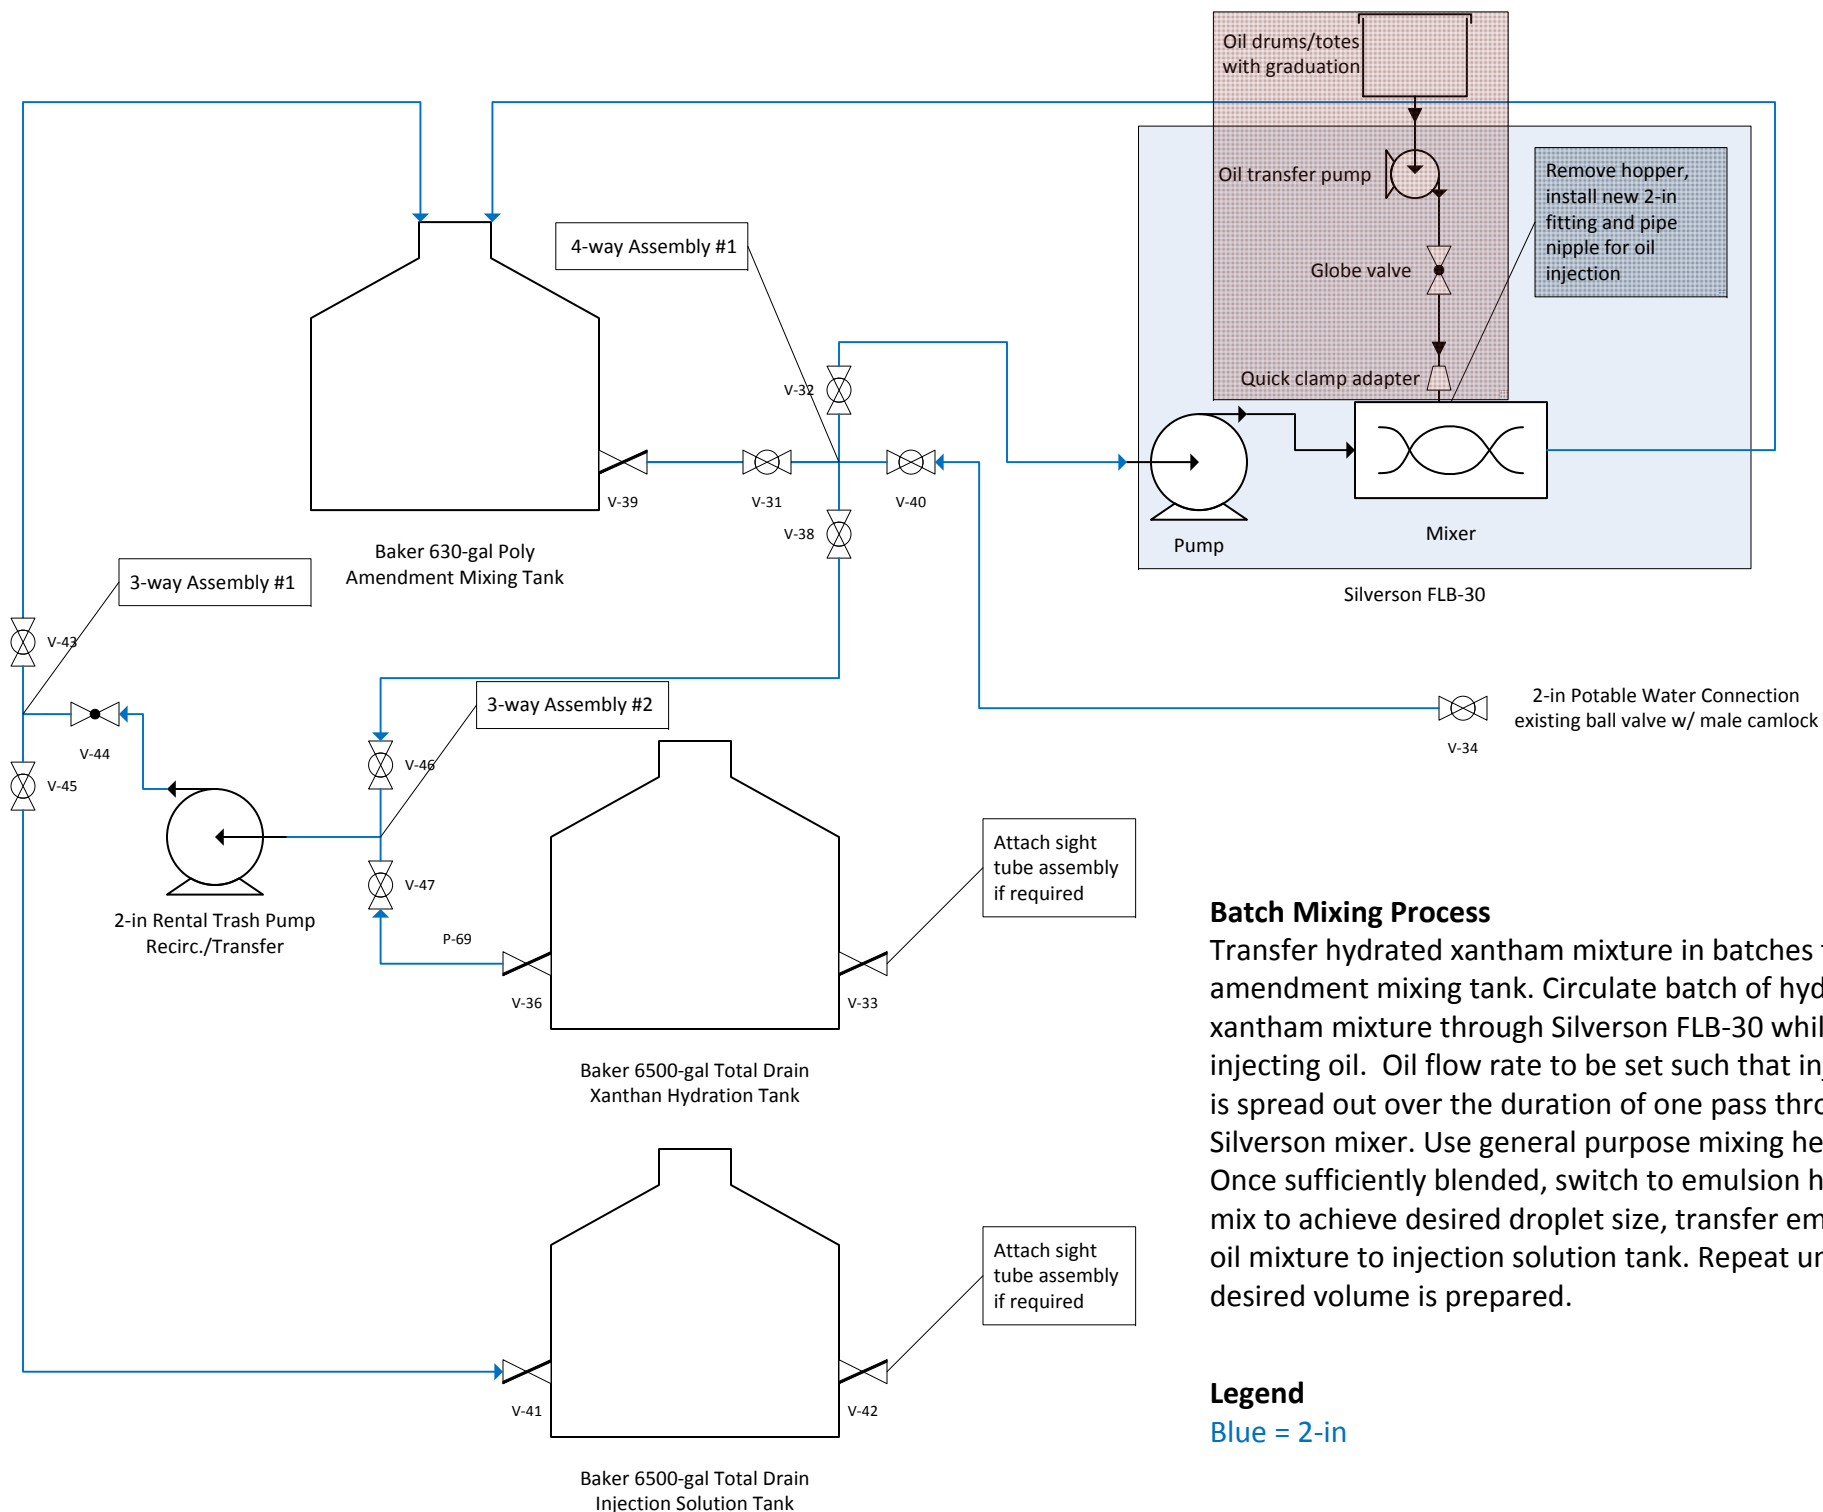 Oil drums/totes
with graduation
Oil transfer pump
Remove hopper,
install new 2-in
fitting and pipe
nipple for oil
injection
4-way Assembly #1
Globe valve
Quick clamp adapter
V-32
V-39
V-31
V-40
V-38
Pump
Mixer
Baker 630-gal Poly
Amendment Mixing Tank
Silverson FLB-30
3-way Assembly #1
V-43
3-way Assembly #2
2-in Potable Water Connection
existing ball valve w/ male camlock
V-34
V-44
V-45
V-46
V-47
Attach sight
tube assembly
if required
2-in Rental Trash Pump
Recirc./Transfer
P-69
V-36
V-33
Baker 6500-gal Total Drain
Xanthan Hydration Tank
Batch Mixing Process
Transfer hydrated xantham mixture in batches
amendment mixing tank. Circulate batch of
xantham mixture through Silverson FLB-30
injecting oil. Oil flow rate to be set such that
is spread out over the duration of one pass
Silverson mixer. Use general purpose mixing
Once sufficiently blended, switch to emulsion
mix to achieve desired droplet size, transfer
oil mixture to injection solution tank. Repeat
desired volume is prepared.
Attach sight
tube assembly
if required
V-41
V-42
Legend
Blue = 2-in
Baker 6500-gal Total Drain
Injection Solution Tank